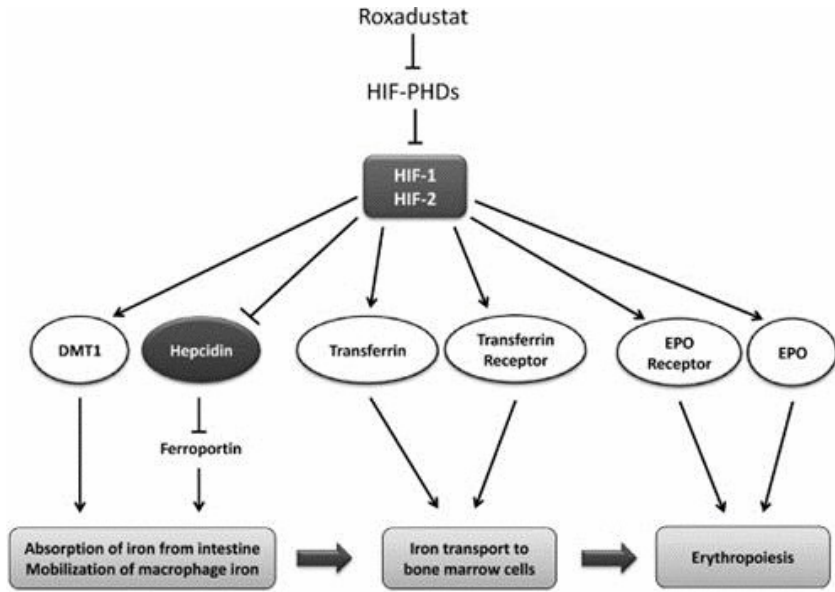 Roxadustat
HIF-PHDs
HIF-1
HIF-2
DMT1
Hepcidin
Transferrin
Transferrin
Receptor
EPO
Receptor
EPO
Ferroportin
Absorption of iron from intestine
Mobilization of macrophage iron
Iron transport to
bone marrow cells
Erythropoiesis